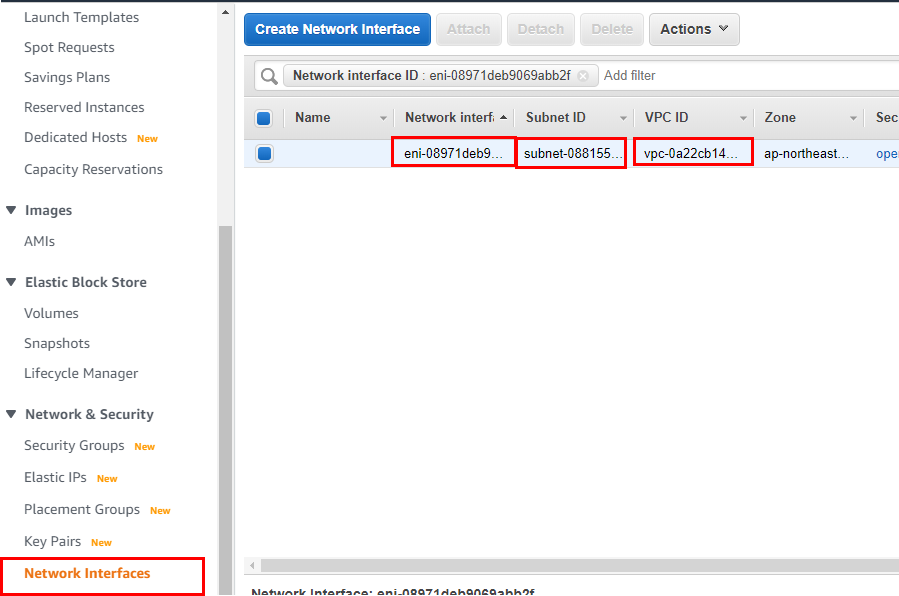 Launch Templates
Spot Requests
Savings Plans
Reserved Instances
Dedicated Hosts New
Capacity Reservations
Images
AMIs
Elastic Block Store
Volumes
Snapshots
Lifecycle Manager
Network & Security
Security Groups New
Elastic IPs New
Placement Groups New
Key Pairs New
Network Interfaces
Create Network Interface Attach Detach Delete Actions
Network interface ID : eni-08971deb9069abb2f Add filter
Name Network interf Subnet ID VPC ID Zone Sec
eni-08971deb9... subnet-088155... vpc-0a22cb14... ap-northeast... ope
Network Interface: eni-08971deb9069abb2f